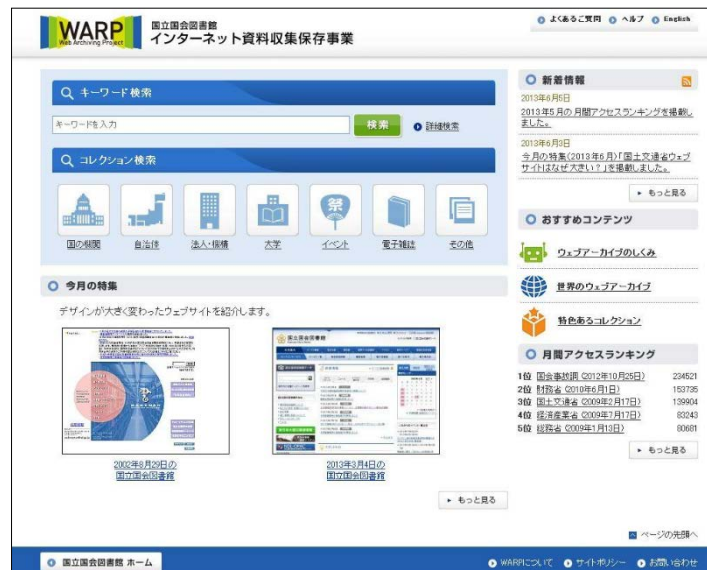 WARP
Web Archiving Project
国立国会図書館
インターネット資料収集保存事業
よくあるご質問 ヘルプ English
キーワード検索
キーワードを入力 検索 詳細検索
コレクション検索
国の機関 自治体 法人・機構 大学 イベント 電子雑誌 その他
今月の特集
デザインが大きく変わったウェブサイトを紹介します。
国立国会図書館
2002年8月29日の
国立国会図書館
2013年3月4日の
国立国会図書館
もっと見る
新着情報
2013年6月5日
2013年5月の月間アクセスランキングを掲載し
ました。
2013年6月3日
今月の特集(2013年6月)「国土交通省ウェブ
サイトはなぜ大きい?」を掲載しました。
もっと見る
おすすめコンテンツ
ウェブアーカイブのしくみ
世界のウェブアーカイブ
特色あるコレクション
月間アクセスランキング
1位 国会事故調 (2012年10月25日) 234521
2位 財務省 (2010年6月1日) 153735
3位 国土交通省 (2009年2月17日) 139904
4位 経済産業省 (2009年7月17日) 83243
5位 総務省 (2009年1月13日) 80681
もっと見る
ページの先頭へ
国立国会図書館 ホーム
WARPについて サイトポリシー お問い合わせ